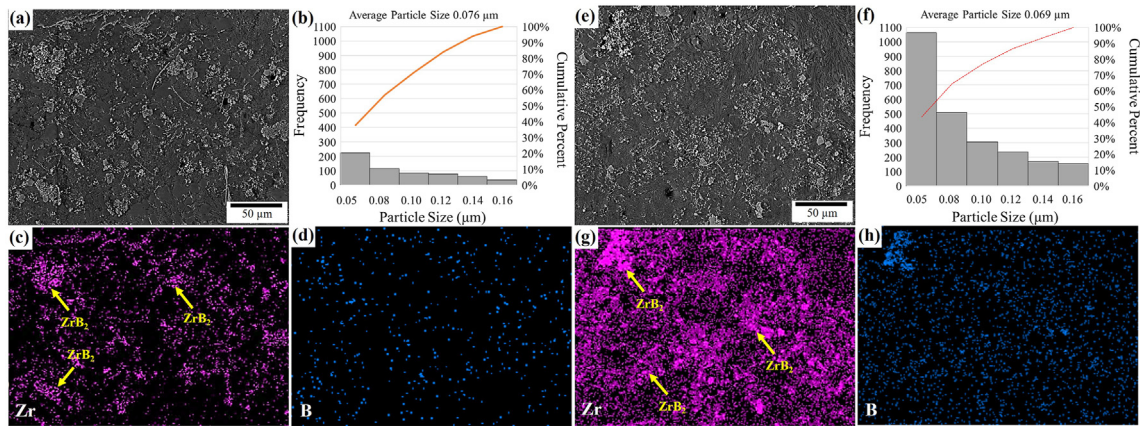 (a)
50 µm
(b)
Average Particle Size 0.076 µm
Frequency
1100
1000
900
800
700
600
500
400
300
200
100
0
100%
90%
80%
70%
60%
50%
40%
30%
20%
10%
0%
Cumulative Percent
0.05 0.08 0.10 0.12 0.14 0.16
Particle Size (µm)
(e)
50 µm
(f)
Average Particle Size 0.069 µm
Frequency
1100
1000
900
800
700
600
500
400
300
200
100
0
100%
90%
80%
70%
60%
50%
40%
30%
20%
10%
0%
Cumulative Percent
0.05 0.08 0.10 0.12 0.14 0.16
Particle Size (µm)
(c)
ZrB₂
ZrB₂
ZrB₂
Zr
(d)
B
(g)
ZrB₂
ZrB₂
ZrB₂
Zr
(h)
B